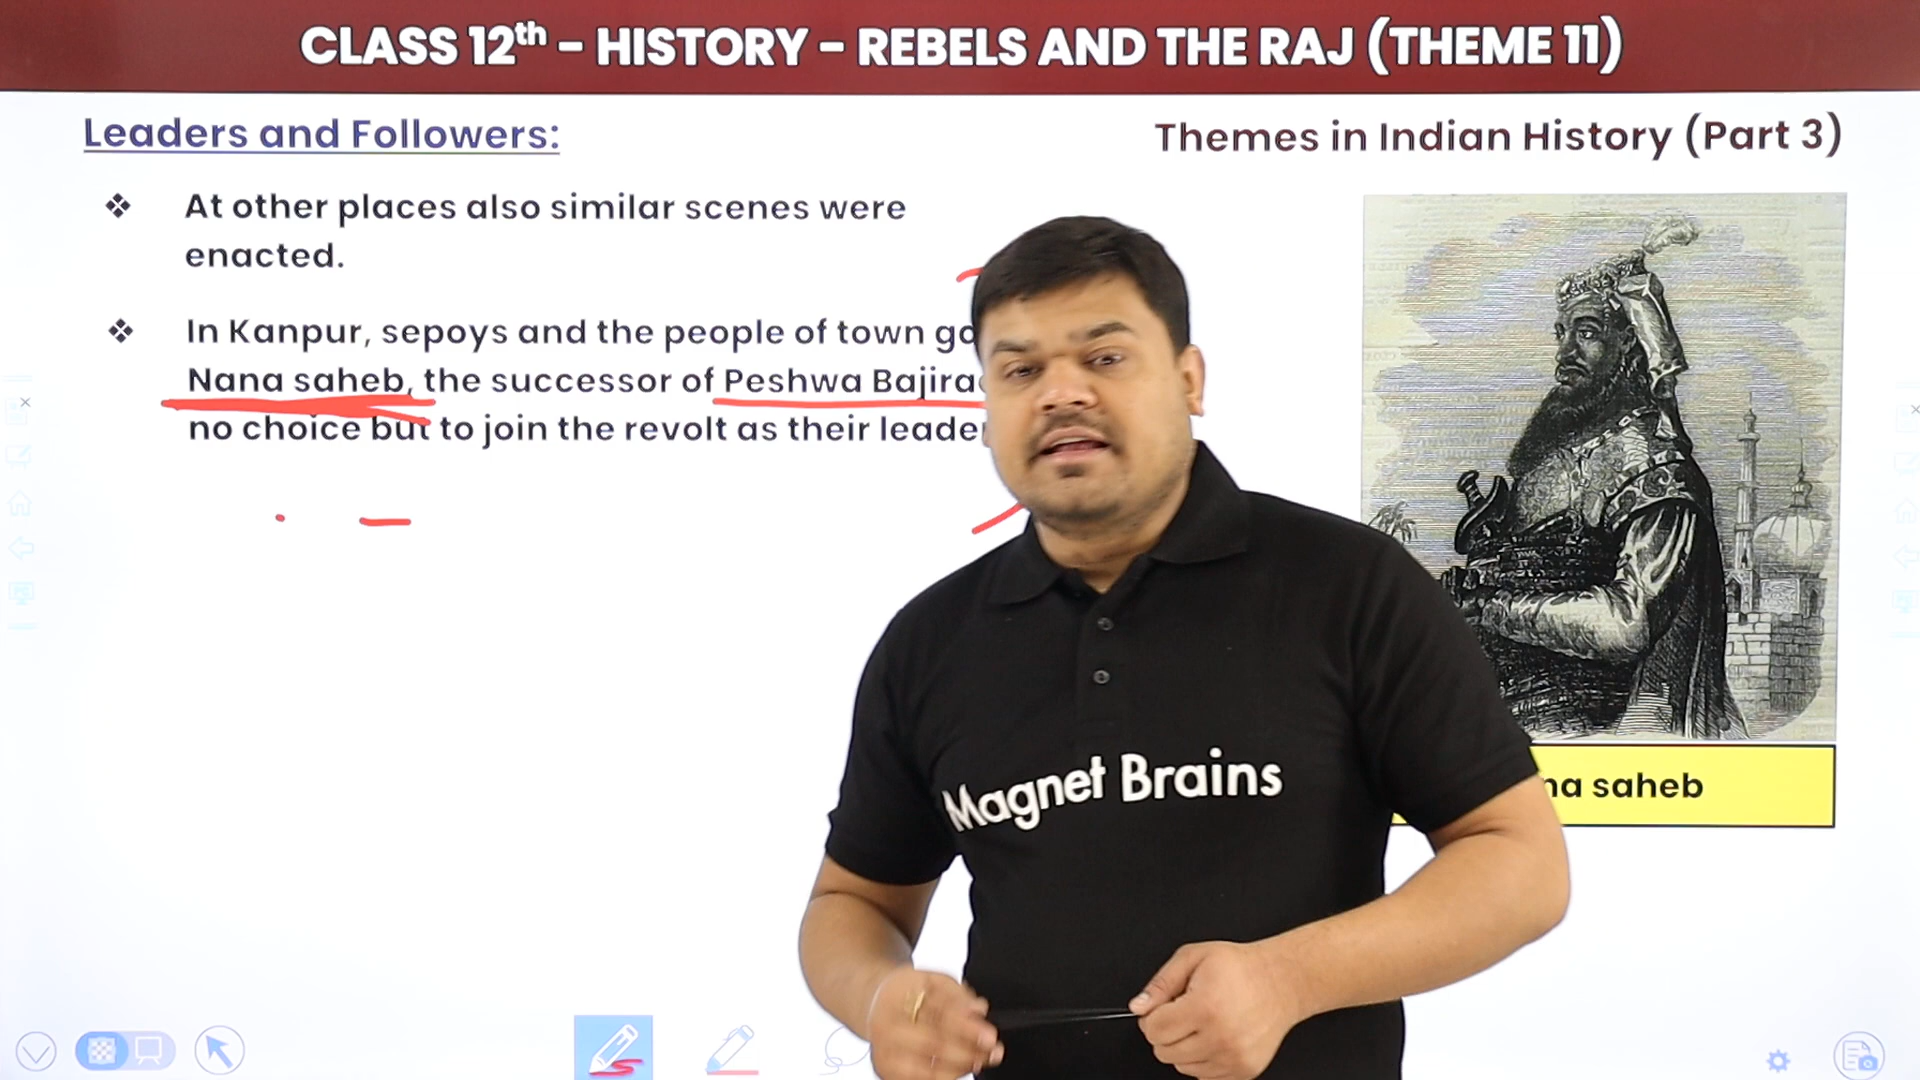 CLASS 12th – HISTORY – REBELS AND THE RAJ (THEME 11)
Leaders and Followers:
Themes in Indian History (Part 3)
❖ At other places also similar scenes were
enacted.
❖ In Kanpur, sepoys and the people of town
Nana saheb, the successor of Peshwa
no choice but to join the revolt as their
saheb
Magnet Brains